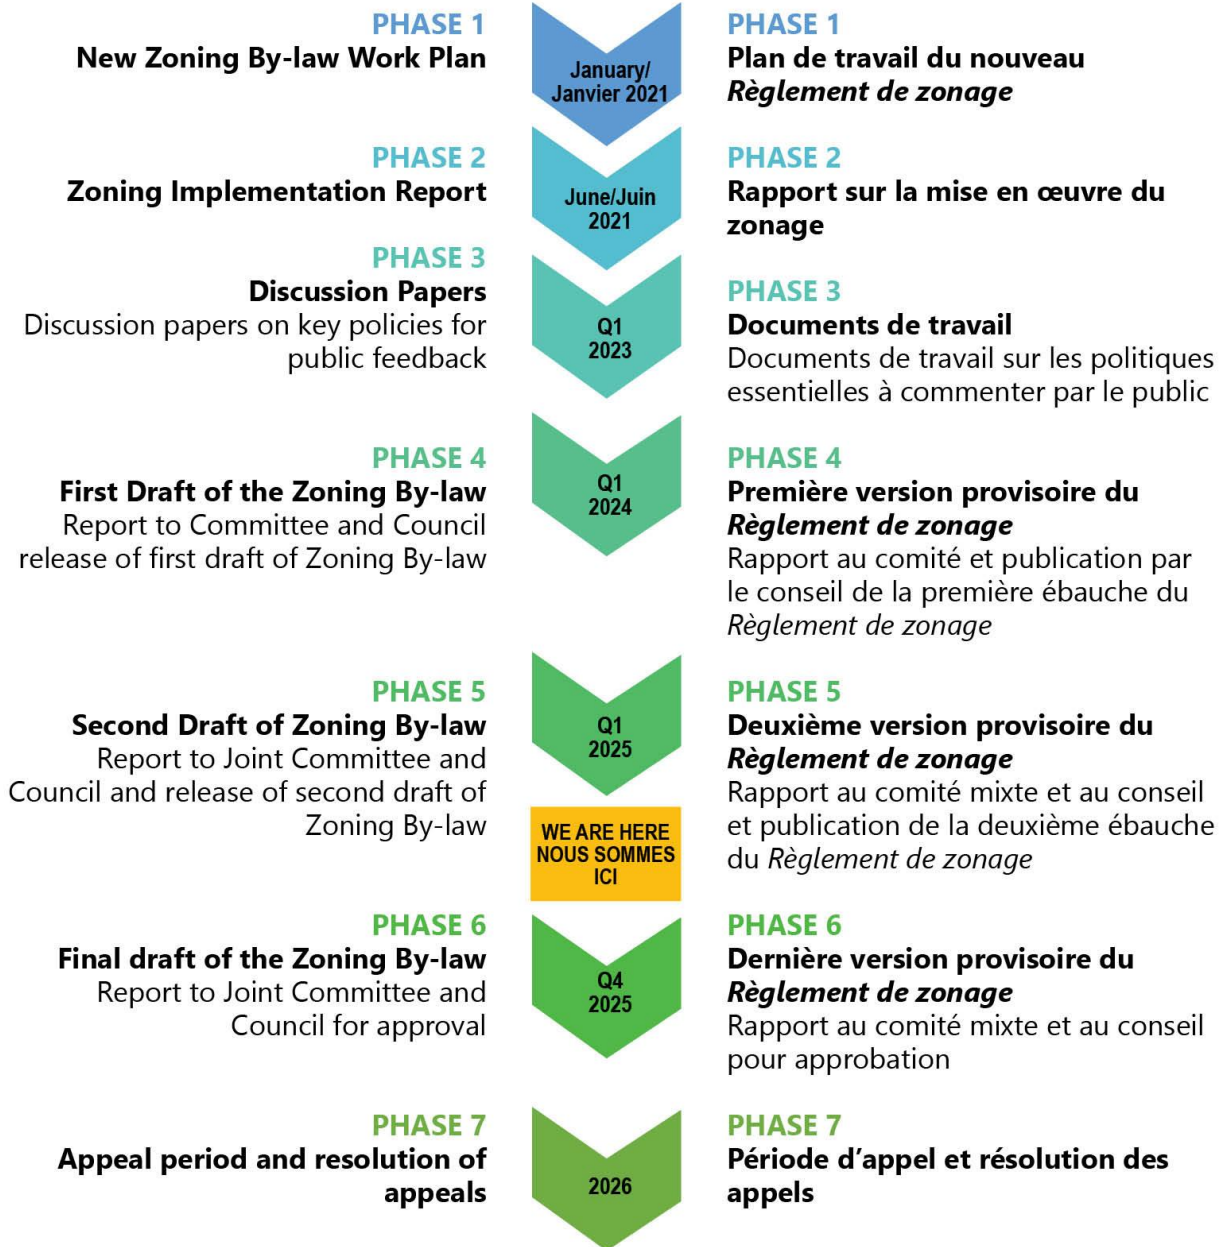 PHASE 1
New Zoning By-law Work Plan
January/
Janvier 2021
PHASE 1
Plan de travail du nouveau
Règlement de zonage
PHASE 2
Zoning Implementation Report
June/Juin
2021
PHASE 2
Rapport sur la mise en œuvre du
zonage
PHASE 3
Discussion Papers
Discussion papers on key policies for
public feedback
Q1
2023
PHASE 3
Documents de travail
Documents de travail sur les politiques
essentielles à commenter par le public
PHASE 4
First Draft of the Zoning By-law
Report to Committee and Council
release of first draft of Zoning By-law
Q1
2024
PHASE 4
Première version provisoire du
Règlement de zonage
Rapport au comité et publication par
le conseil de la première ébauche du
Règlement de zonage
PHASE 5
Second Draft of Zoning By-law
Report to Joint Committee and
Council and release of second draft of
Zoning By-law
Q1
2025
PHASE 5
Deuxième version provisoire du
Règlement de zonage
Rapport au comité mixte et au conseil
et publication de la deuxième ébauche
du Règlement de zonage
WE ARE HERE
NOUS SOMMES
ICI
PHASE 6
Final draft of the Zoning By-law
Report to Joint Committee and
Council for approval
Q4
2025
PHASE 6
Dernière version provisoire du
Règlement de zonage
Rapport au comité mixte et au conseil
pour approbation
PHASE 7
Appeal period and resolution of
appeals
2026
PHASE 7
Période d'appel et résolution des
appels